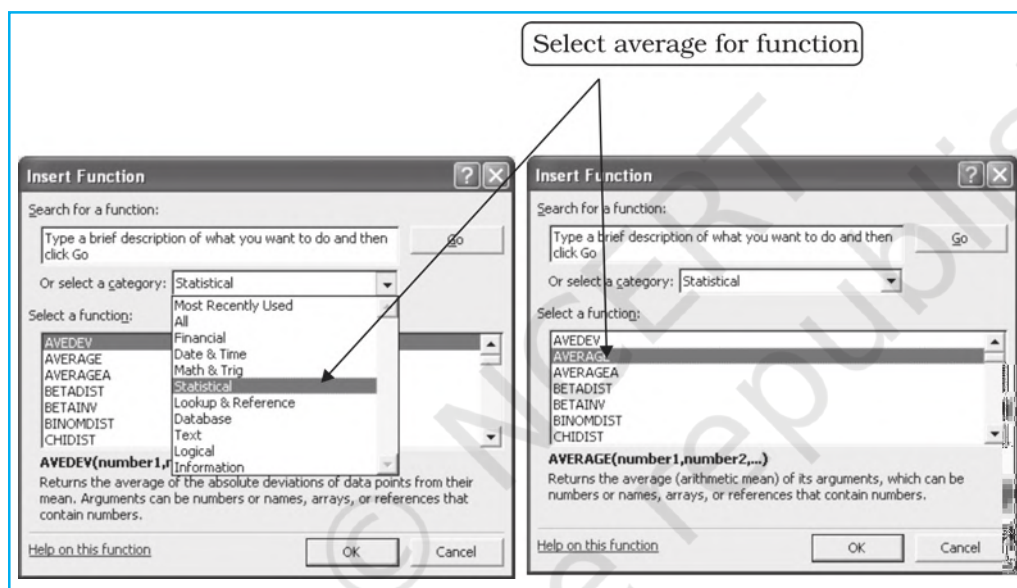 Select average for function
Insert Function
Search for a function:
Type a brief description of what you want to do and then
click Go
Go
Or select a category: Statistical
Most Recently Used
All
Financial
Date & Time
Math & Trig
Statistical
Lookup & Reference
Database
Text
Logical
Information
Select a function:
AVEDEV
AVERAGE
AVERAGEA
BETADIST
BETAINV
BINOMDIST
CHIDIST
AVEDEV(number1,
Returns the average of the absolute deviations of data points from their
mean. Arguments can be numbers or names, arrays, or references that
contain numbers.
Help on this function
OK
Cancel
Insert Function
Search for a function:
Type a brief description of what you want to do and then
click Go
Go
Or select a category: Statistical
Select a function:
AVEDEV
AVERAGE
AVERAGEA
BETADIST
BETAINV
BINOMDIST
CHIDIST
AVERAGE(number1,number2,...)
Returns the average (arithmetic mean) of its arguments, which can be
numbers or names, arrays, or references that contain numbers.
Help on this function
OK
Cancel
© NCERT
republis